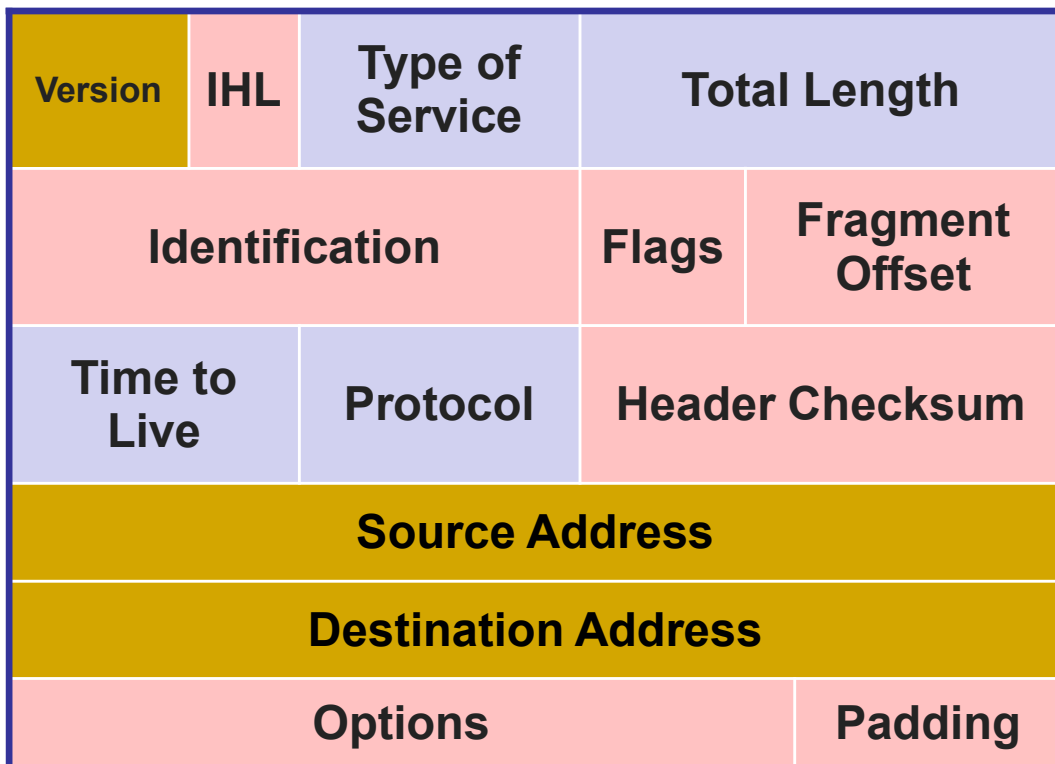 Version
IHL
Type of
Service
Total Length
Identification
Flags
Fragment
Offset
Time to
Live
Protocol
Header Checksum
Source Address
Destination Address
Options
Padding